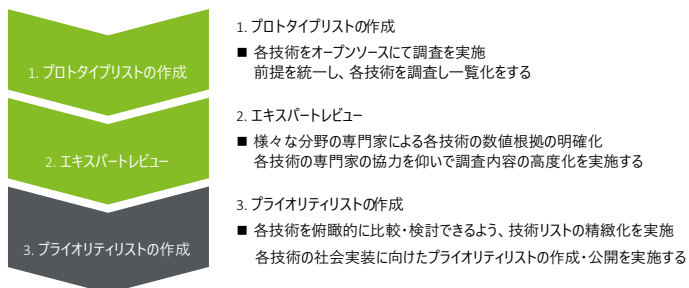 1. プロトタイプリストの作成
1. プロトタイプリストの作成
■ 各技術をオープンソースにて調査を実施
前提を統一し、各技術を調査し一覧化をする
2. エキスパートレビュー
2. エキスパートレビュー
■ 様々な分野の専門家による各技術の数値根拠の明確化
各技術の専門家の協力を仰いで調査内容の高度化を実施する
3. プライオリティリストの作成
3. プライオリティリストの作成
■ 各技術を俯瞰的に比較・検討できるよう、技術リストの精緻化を実施
各技術の社会実装に向けたプライオリティリストの作成・公開を実施する